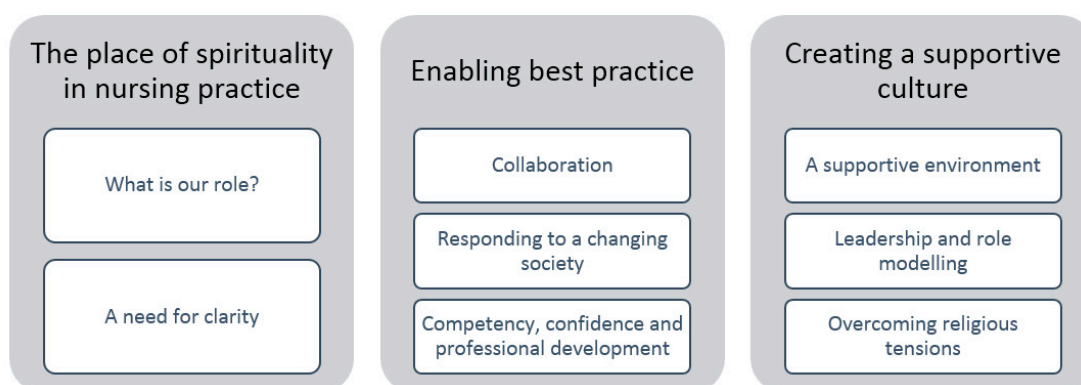 The place of spirituality
in nursing practice
What is our role?
A need for clarity
Enabling best practice
Collaboration
Responding to a changing
society
Competency, confidence and
professional development
Creating a supportive
culture
A supportive environment
Leadership and role
modelling
Overcoming religious
tensions